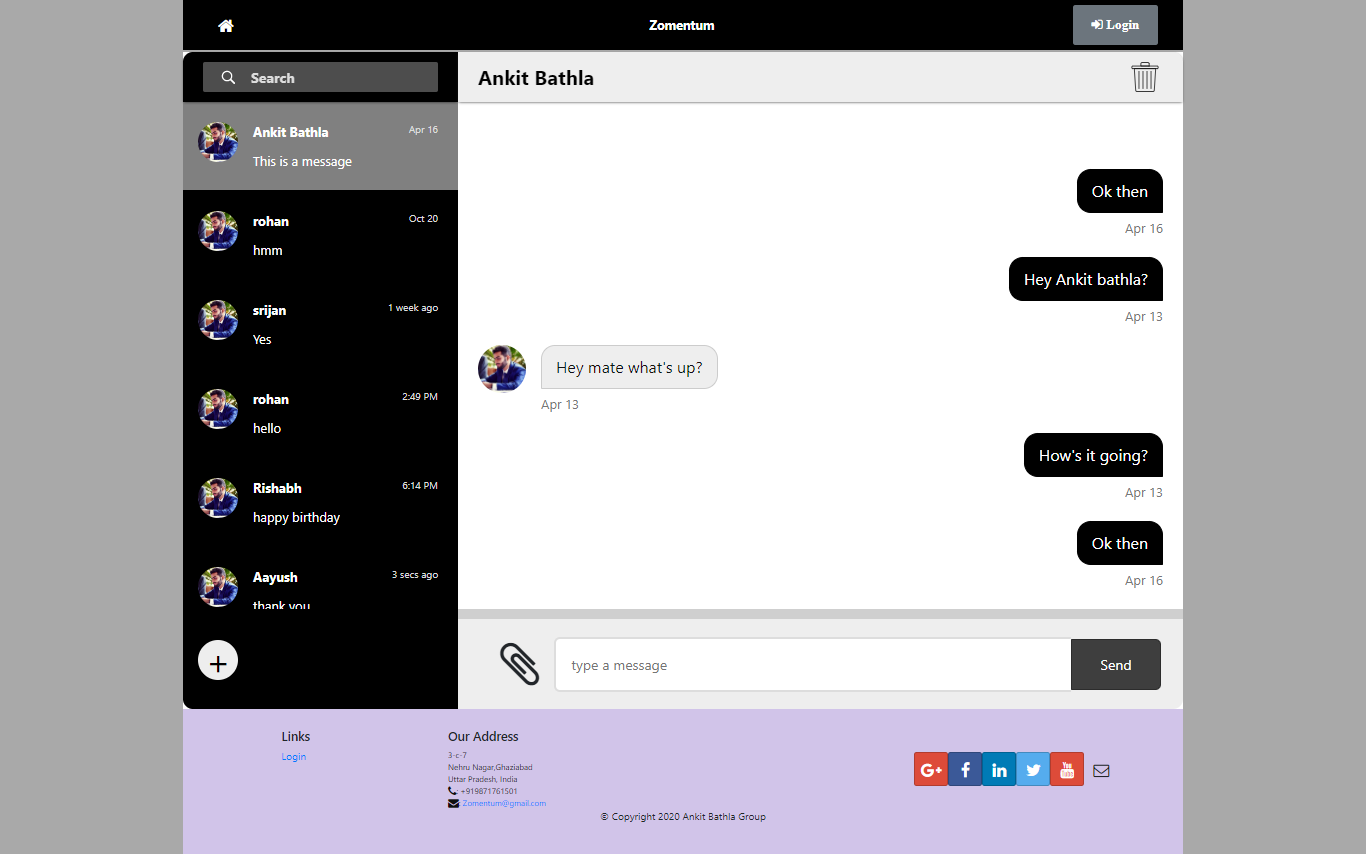 Zomentum
Login
Search
Ankit Bathla
Apr 16
This is a message
rohan
Oct 20
hmm
srijan
1 week ago
Yes
rohan
2:49 PM
hello
Rishabh
6:14 PM
happy birthday
Aayush
3 secs ago
thank you
Ankit Bathla
Ok then
Apr 16
Hey Ankit bathla?
Apr 13
Hey mate what's up?
Apr 13
How's it going?
Apr 13
Ok then
Apr 16
type a message
Send
Links
Login
Our Address
3-c-7
Nehru Nagar,Ghaziabad
Uttar Pradesh, India
: +919871761501
Zomentum@gmail.com
G+ f in You Tube
© Copyright 2020 Ankit Bathla Group